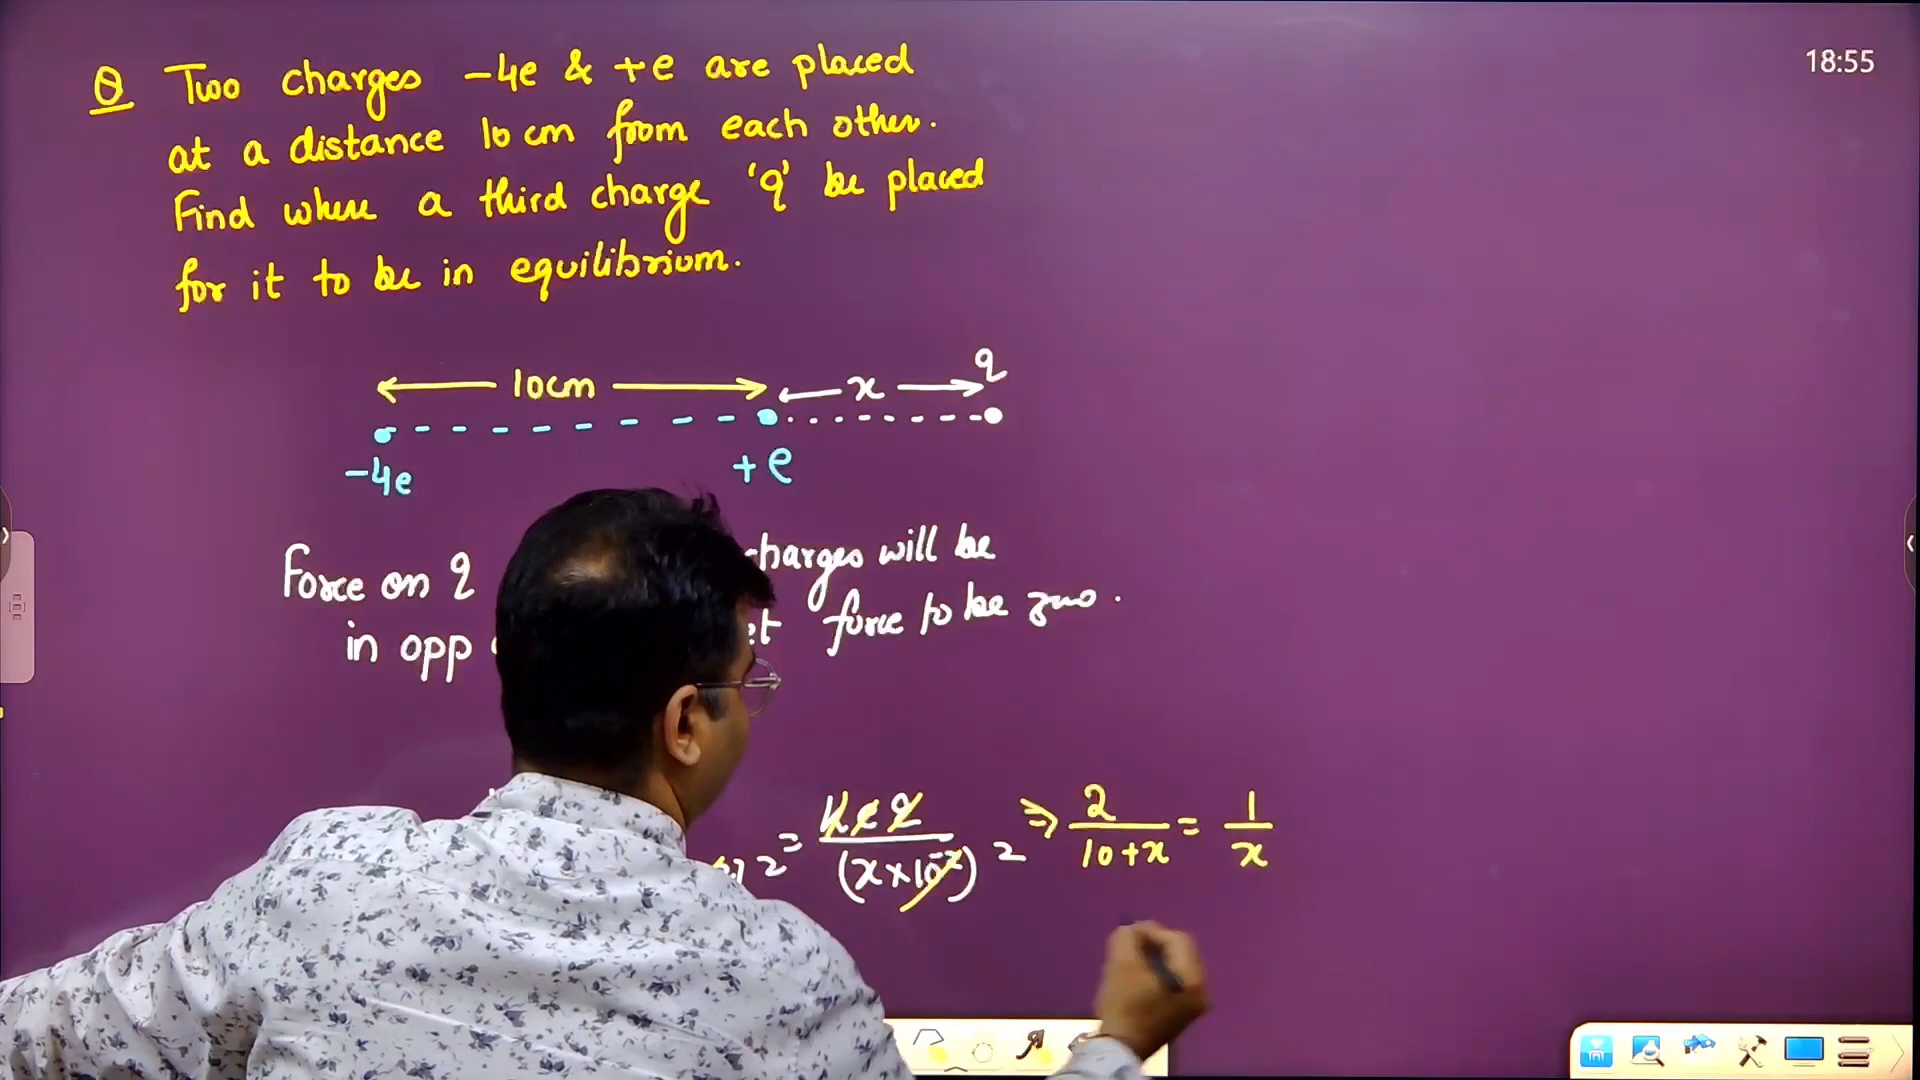 18:55
Q Two charges -4e & +e are placed
at a distance 10 cm from each other.
Find where a third charge 'q' be placed
for it to be in equilibrium.
10cm x q
-4e +e
Force on q charges will be
in opp force to be zero.
2 = Keq / (x×10⁻²) 2 ⇒ 2 / 10+x = 1 / x